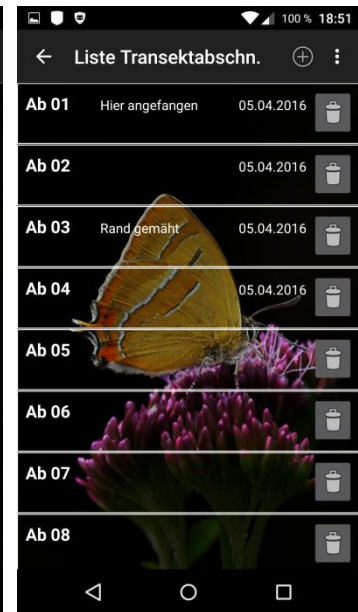 100 % 18:51
Liste Transektabschn.
Ab 01 Hier angefangen 05.04.2016
Ab 02 05.04.2016
Ab 03 Rand gemäht 05.04.2016
Ab 04 05.04.2016
Ab 05
Ab 06
Ab 07
Ab 08